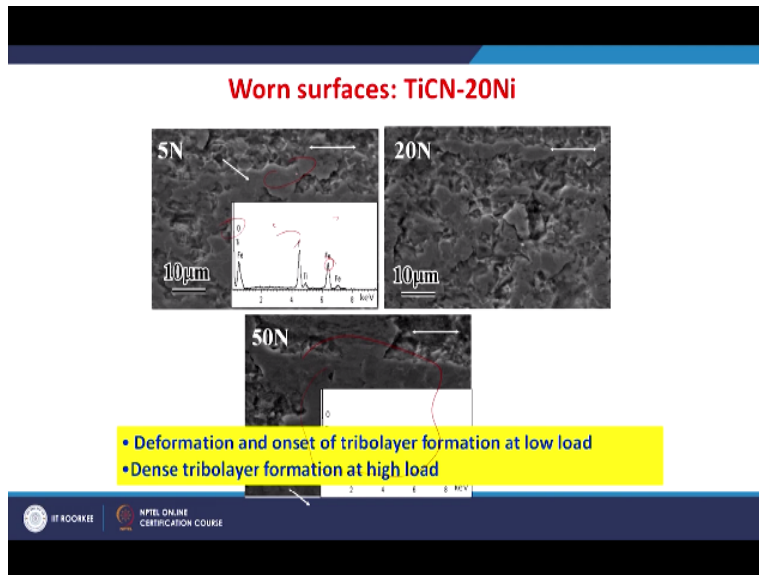 Worn surfaces: TiCN-20Ni
5N
20N
O
Ti
Fe
Ti
Fe
Fe
10µm
2 4 6 8 keV
10µm
50N
O
• Deformation and onset of tribolayer formation at low load
•Dense tribolayer formation at high load
2 4 6 8 keV
IIT ROORKEE
NPTEL ONLINE
CERTIFICATION COURSE